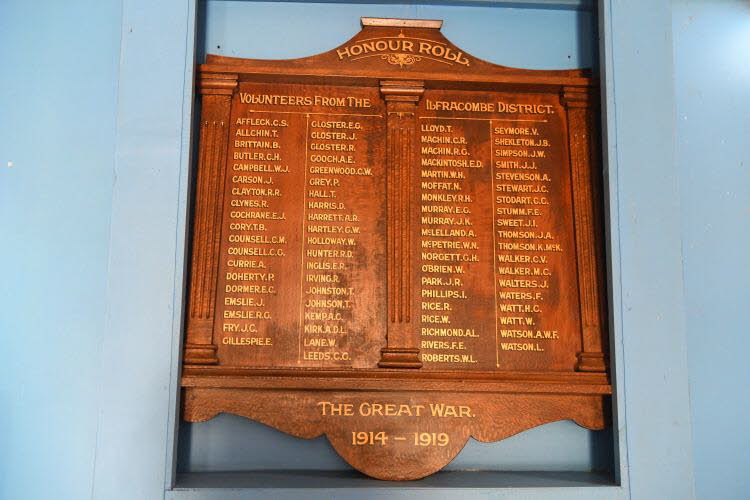 HONOUR ROLL.
VOLUNTEERS FROM THE
AFFLECK.C.S.
ALLCHIN.T.
BRITTAIN.B.
BUTLER.C.H.
CAMPBELL.W.J.
CARSON.J.
CLAYTON.R.R.
CLYNES.R.
COCHRANE.E.J.
CORY.T.B.
COUNSELL.C.M.
COUNSELL.C.G.
CURRIE.A.
DOHERTY.P.
DORMER.E.C.
EMSLIE.J.
EMSLIE.R.G.
FRY.J.G.
GILLESPIE.E.
GLOSTER.E.G.
GLOSTER.J.
GLOSTER.R.
GOOCH.A.E.
GREENWOOD.C.W.
GREY.P.
HALL.T.
HARRIS.D.
HARRETT.A.R.
HARTLEY.G.W.
HOLLOWAY.W.
HUNTER.R.D.
INGLIS.E.R.
IRVING.R.
JOHNSTON.T.
JOHNSON.T.
KEMP.A.C.
KIRK.A.D.L.
LANE.W.
LEEDS.C.G.
ILFRACOMBE DISTRICT.
LLOYD.T.
MACHIN.C.R.
MACHIN.R.G.
MACKINTOSH.E.D.
MARTIN.W.H.
MOFFAT.N.
MONKLEY.R.H.
MURRAY.E.G.
MURRAY.J.K.
McLELLAND.A.
McPETRIE.W.N.
NORGETT.G.H.
O'BRIEN.W.
PARK.J.R.
PHILLIPS.I.
RICE.R.
RICE.W.
RICHMOND.A.L.
RIVERS.F.E.
ROBERTS.W.L.
SEYMORE.V.
SHEKLETON.J.B.
SIMPSON.J.W.
SMITH.J.J.
STEVENSON.A.
STEWART.J.C.
STODART.C.C.
STUMM.F.E.
SWEET.J.I.
THOMSON.J.A.
THOMSON.K.McK.
WALKER.C.V.
WALKER.M.C.
WALTERS.J.
WATERS.F.
WATT.H.C.
WATT.W.
WATSON.A.W.F.
WATSON.L.
THE GREAT WAR.
1914 – 1919